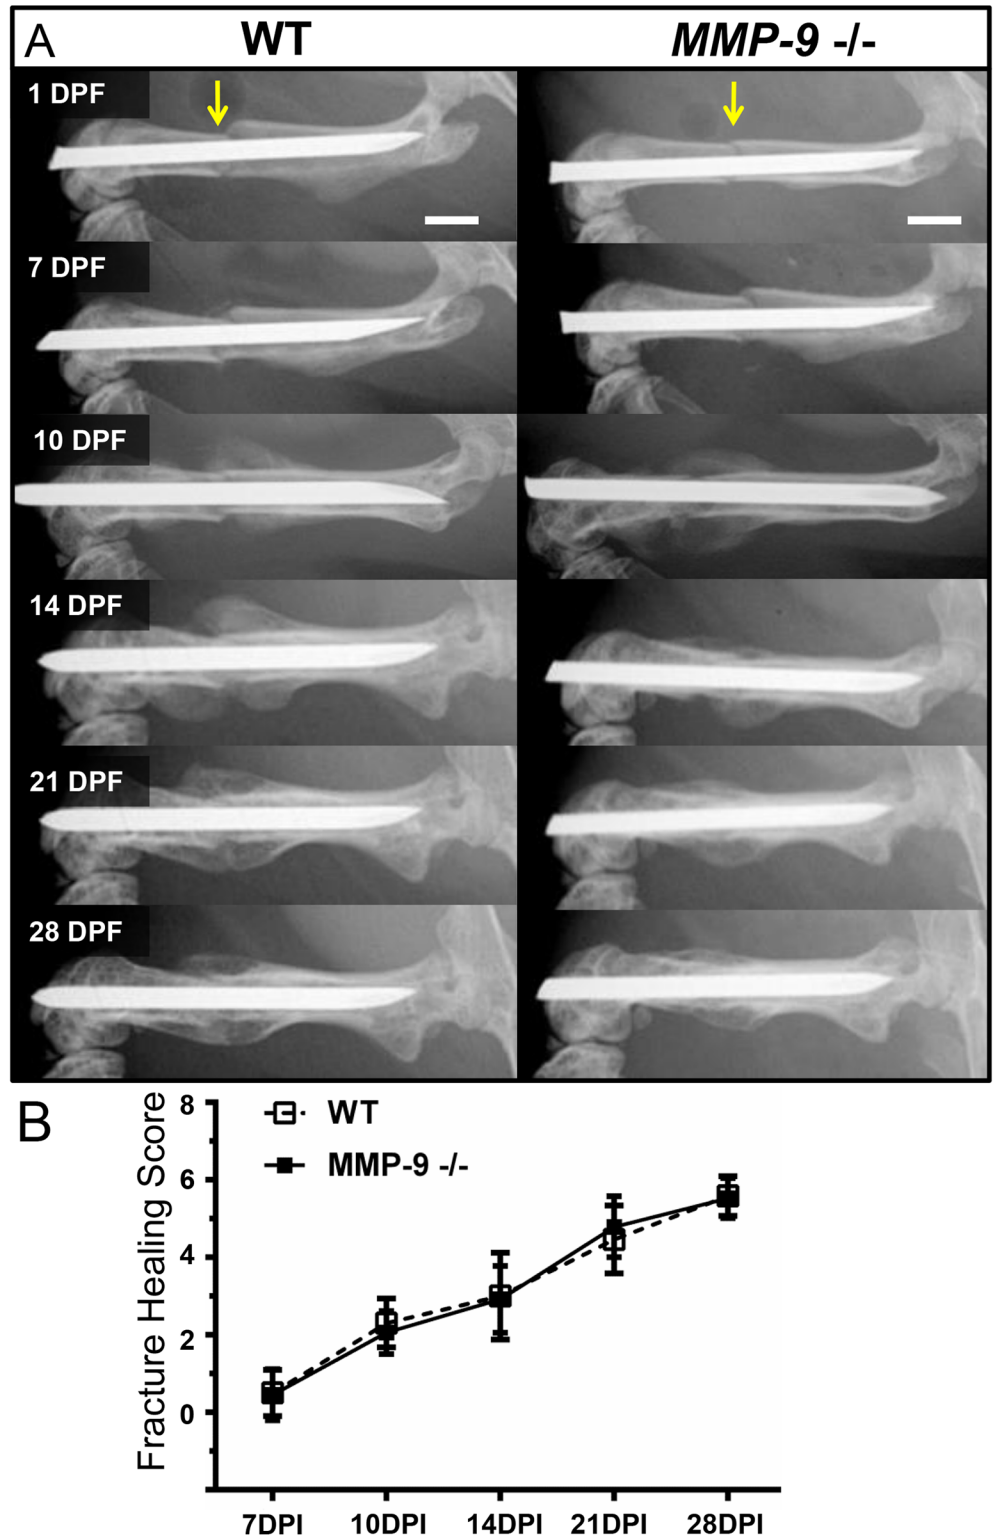 A WT MMP-9 -/-
1 DPF
7 DPF
10 DPF
14 DPF
21 DPF
28 DPF
B
Fracture Healing Score
8
6
4
2
0
WT
MMP-9 -/-
7DPI 10DPI 14DPI 21DPI 28DPI